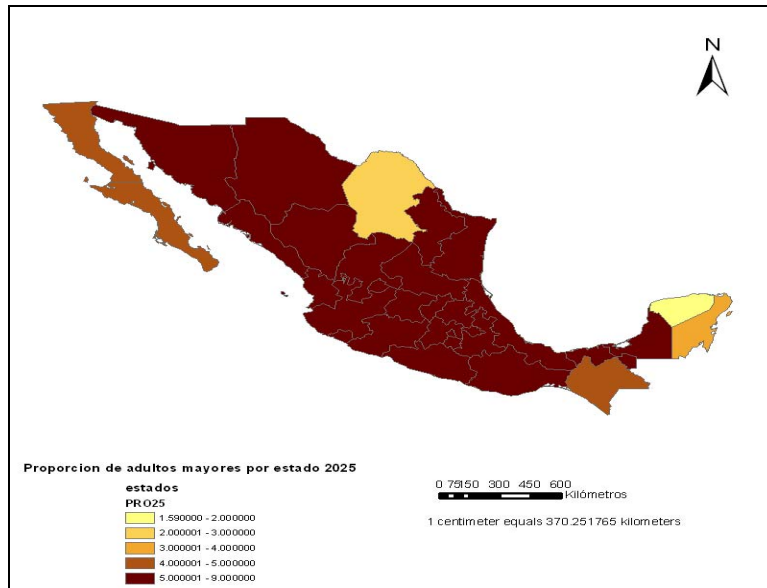 N
Proporcion de adultos mayores por estado 2025
estados
PRO25
1.590000 - 2.000000
2.000001 - 3.000000
3.000001 - 4.000000
4.000001 - 5.000000
5.000001 - 9.000000
0 75150 300 450 600
Kilómetros
1 centimeter equals 370.251765 kilometers